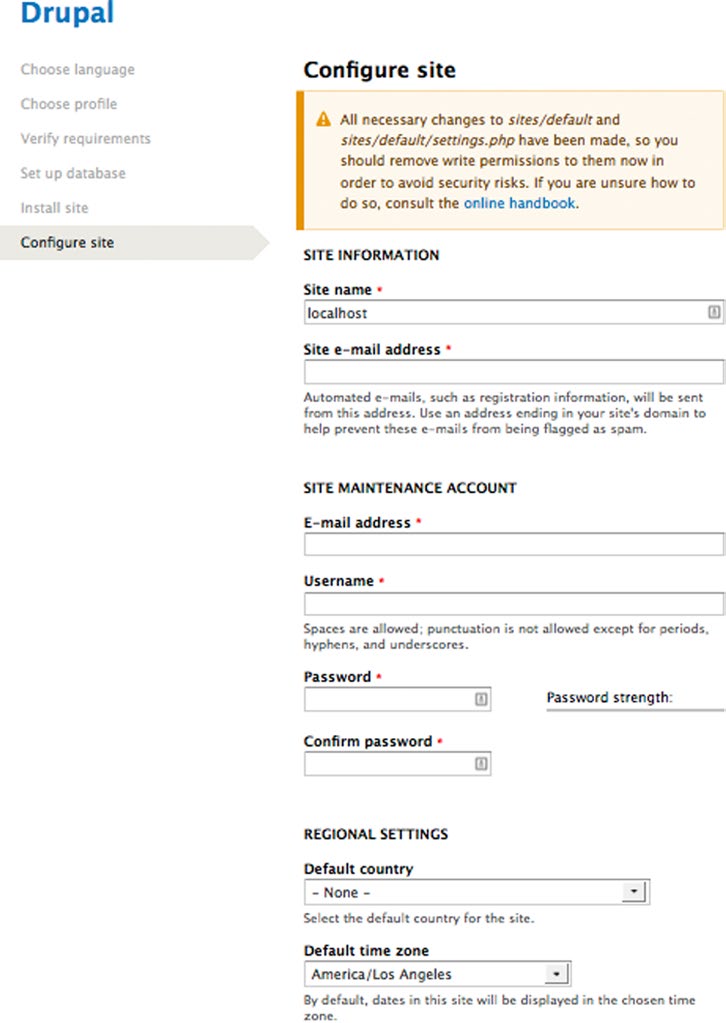 Drupal
Choose language
Choose profile
Verify requirements
Set up database
Install site
Configure site
Configure site
All necessary changes to sites/default and
sites/default/settings.php have been made, so you
should remove write permissions to them now in
order to avoid security risks. If you are unsure how to
do so, consult the online handbook.
SITE INFORMATION
Site name *
localhost
Site e-mail address *
Automated e-mails, such as registration information, will be sent
from this address. Use an address ending in your site's domain to
help prevent these e-mails from being flagged as spam.
SITE MAINTENANCE ACCOUNT
E-mail address *
Username *
Spaces are allowed; punctuation is not allowed except for periods,
hyphens, and underscores.
Password *
Password strength:
Confirm password *
REGIONAL SETTINGS
Default country
- None -
Select the default country for the site.
Default time zone
America/Los Angeles
By default, dates in this site will be displayed in the chosen time
zone.